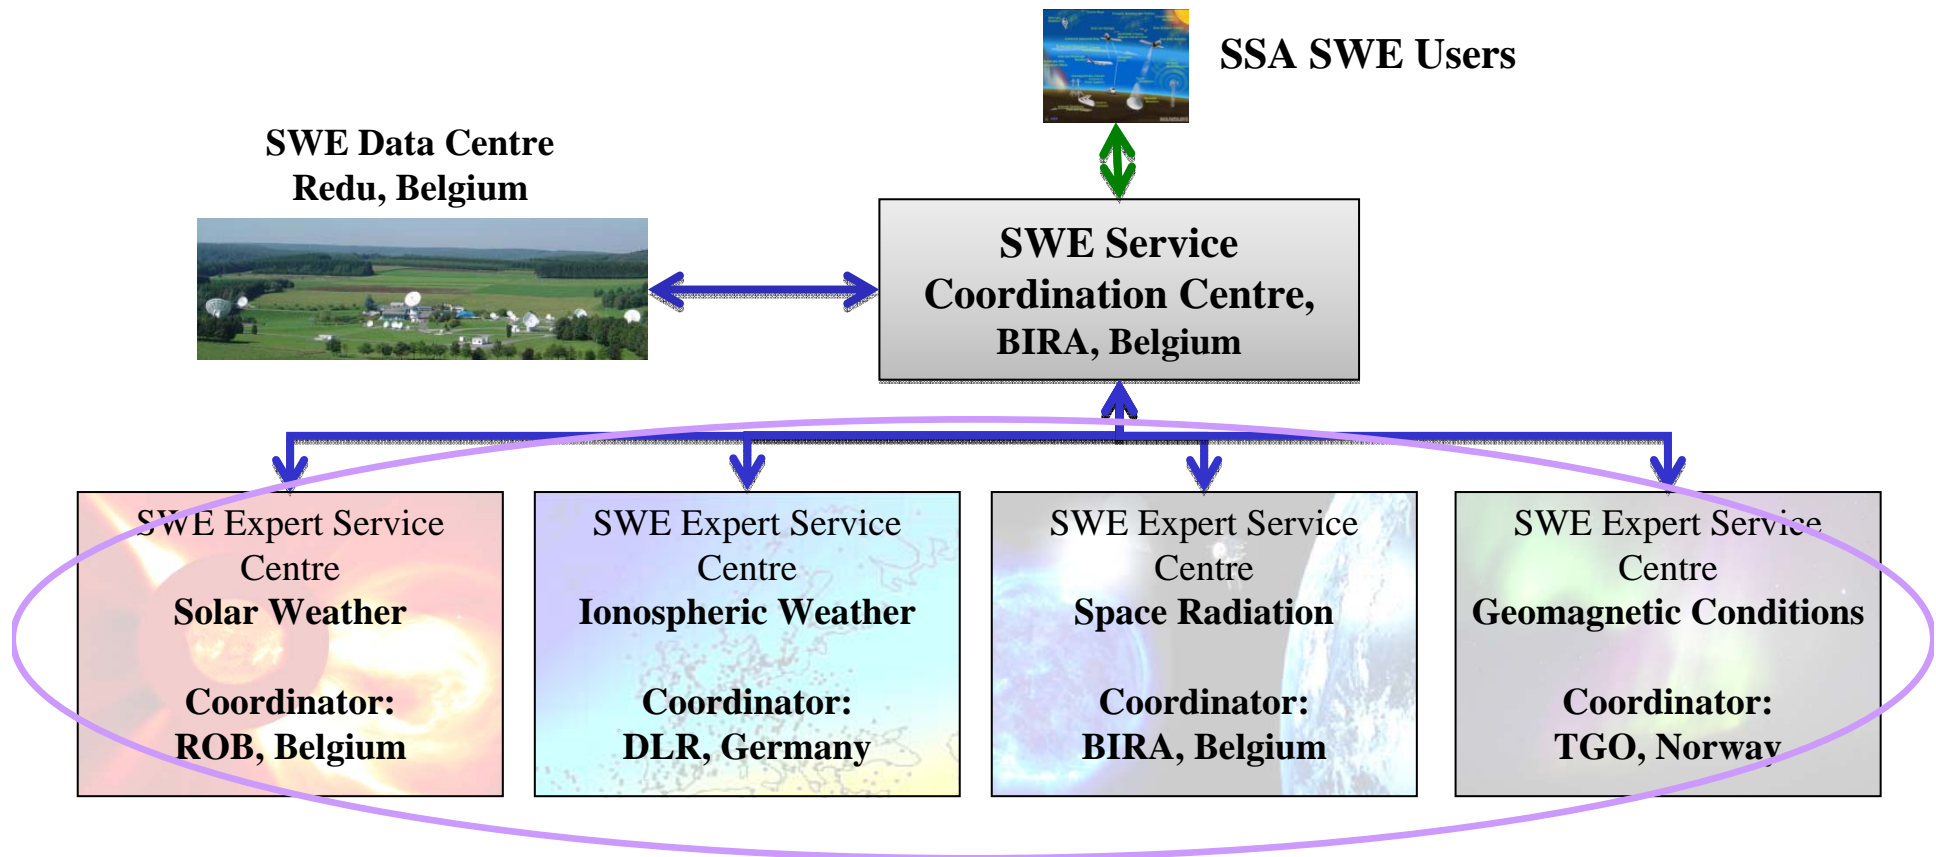 SSA SWE Users
SWE Data Centre
Redu, Belgium
SWE Service
Coordination Centre,
BIRA, Belgium
SWE Expert Service
Centre
Solar Weather
Coordinator:
ROB, Belgium
SWE Expert Service
Centre
Ionospheric Weather
Coordinator:
DLR, Germany
SWE Expert Service
Centre
Space Radiation
Coordinator:
BIRA, Belgium
SWE Expert Service
Centre
Geomagnetic Conditions
Coordinator:
TGO, Norway